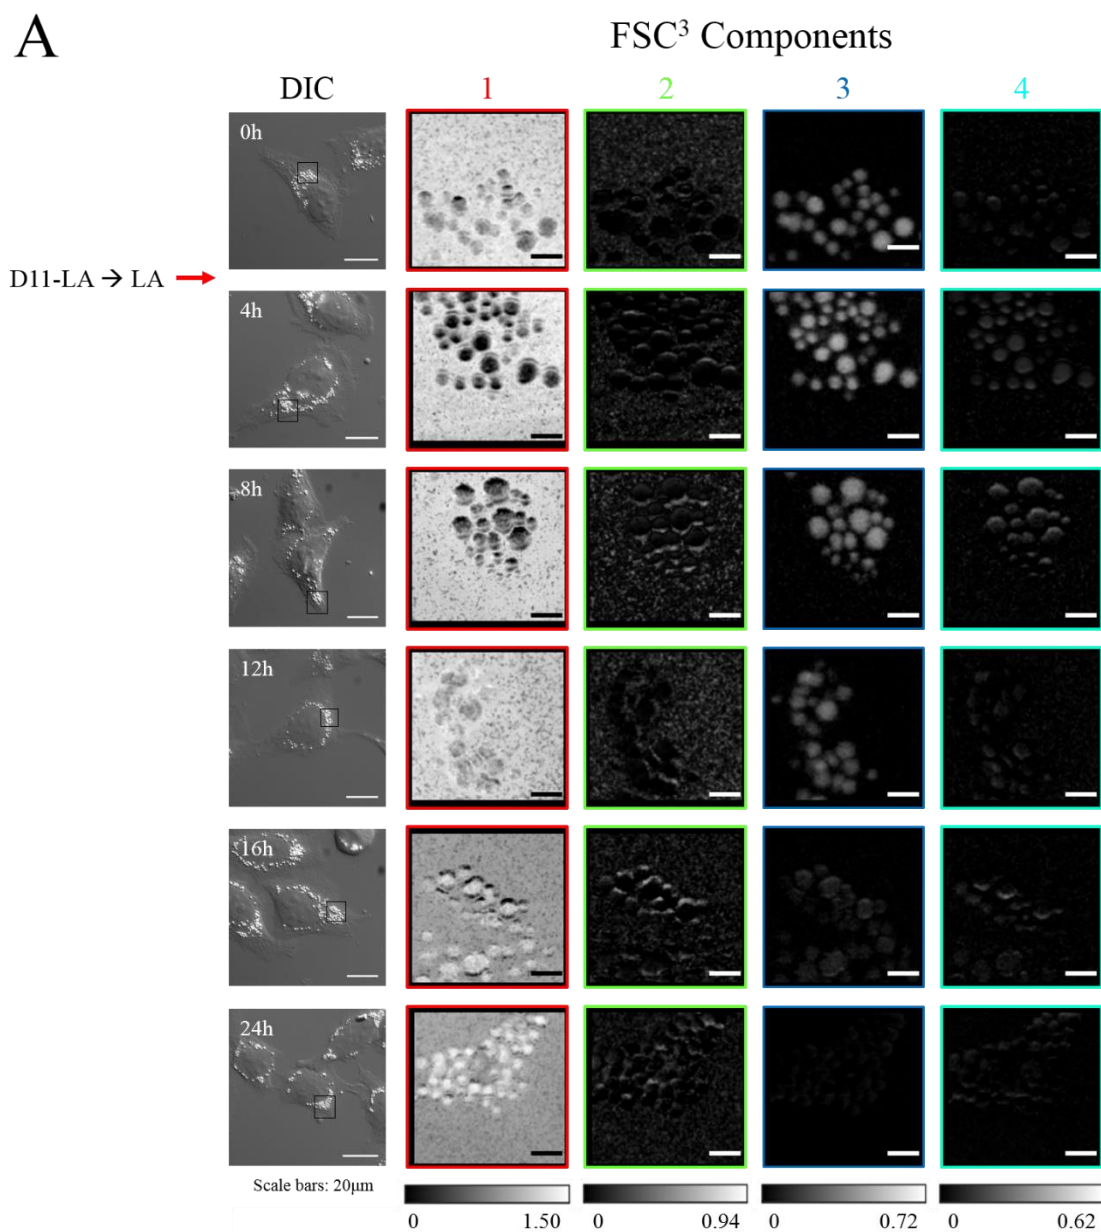 A
FSC³ Components
DIC 1 2 3 4
0h
D11-LA → LA
4h
8h
12h
16h
24h
Scale bars: 20μm
0 1.50 0 0.94 0 0.72 0 0.62